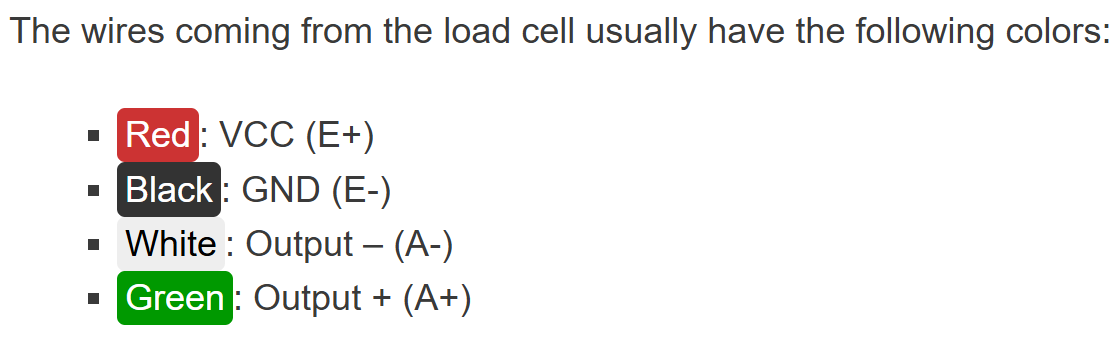 The wires coming from the load cell usually have the following colors:
▪ Red: VCC (E+)
▪ Black: GND (E-)
▪ White: Output – (A-)
▪ Green: Output + (A+)